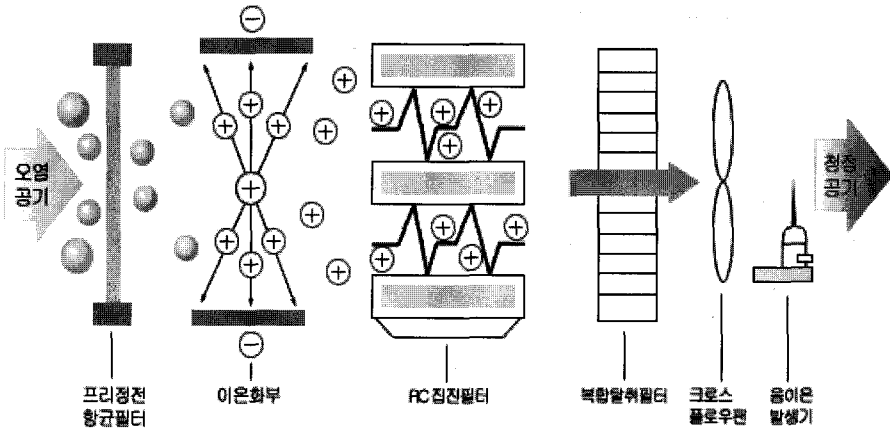 오염
공기
청정
공기
프리정전
항균필터
이온화부
AC집진필터
복합탈취필터
크로스
플로우팬
음이온
발생기